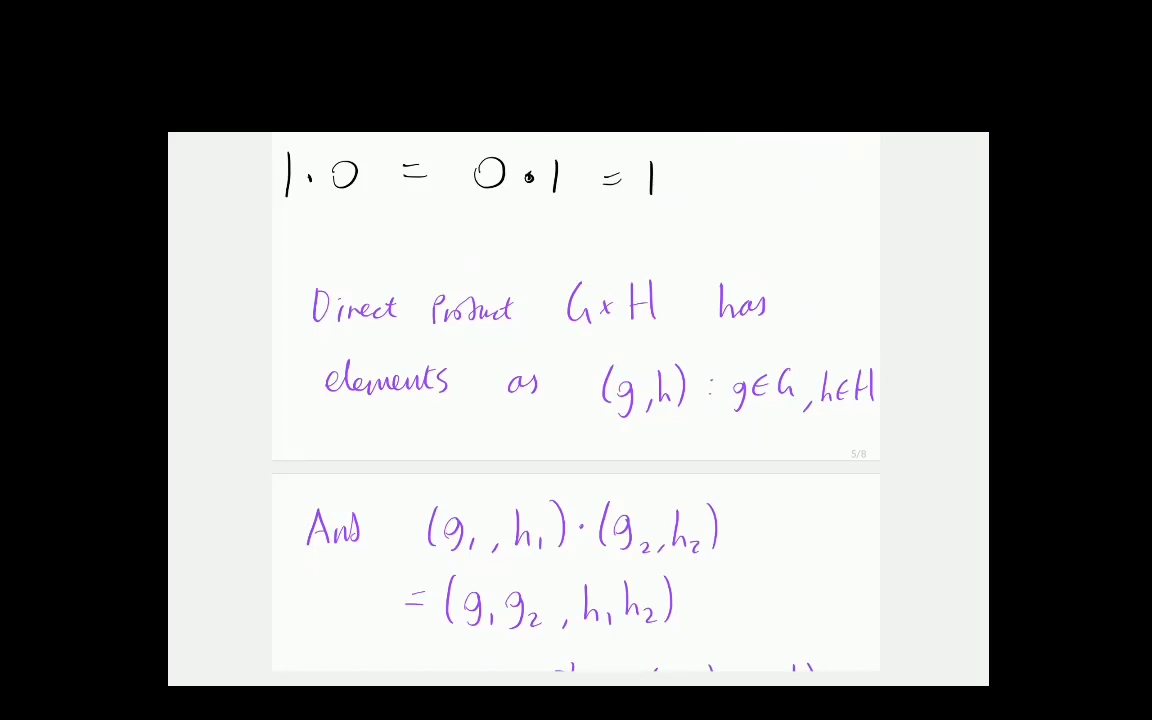 1.0 = 0.1 = 1
Direct Product G×H has
elements as (g,h) : g∈G, h∈H
5/8
And (g₁, h₁)·(g₂, h₂)
= (g₁g₂, h₁h₂)